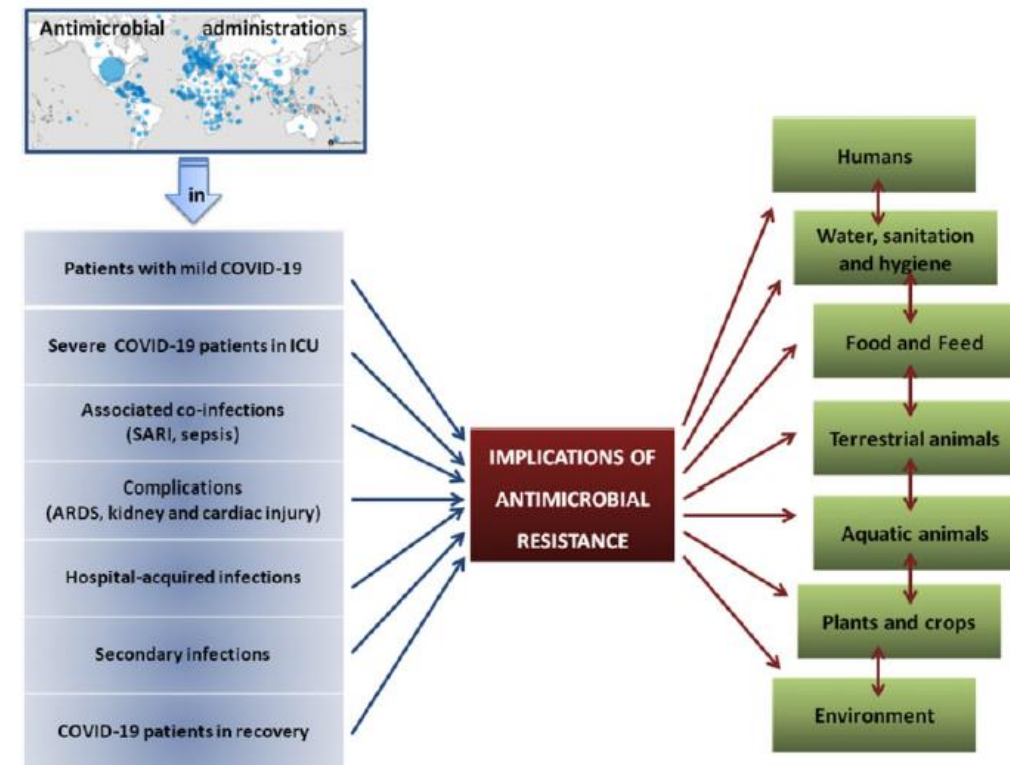 Antimicrobial administrations
in
Patients with mild COVID-19
Severe COVID-19 patients in ICU
Associated co-infections
(SARI, sepsis)
Complications
(ARDS, kidney and cardiac injury)
Hospital-acquired infections
Secondary infections
COVID-19 patients in recovery
IMPLICATIONS OF
ANTIMICROBIAL
RESISTANCE
Humans
Water, sanitation
and hygiene
Food and Feed
Terrestrial animals
Aquatic animals
Plants and crops
Environment